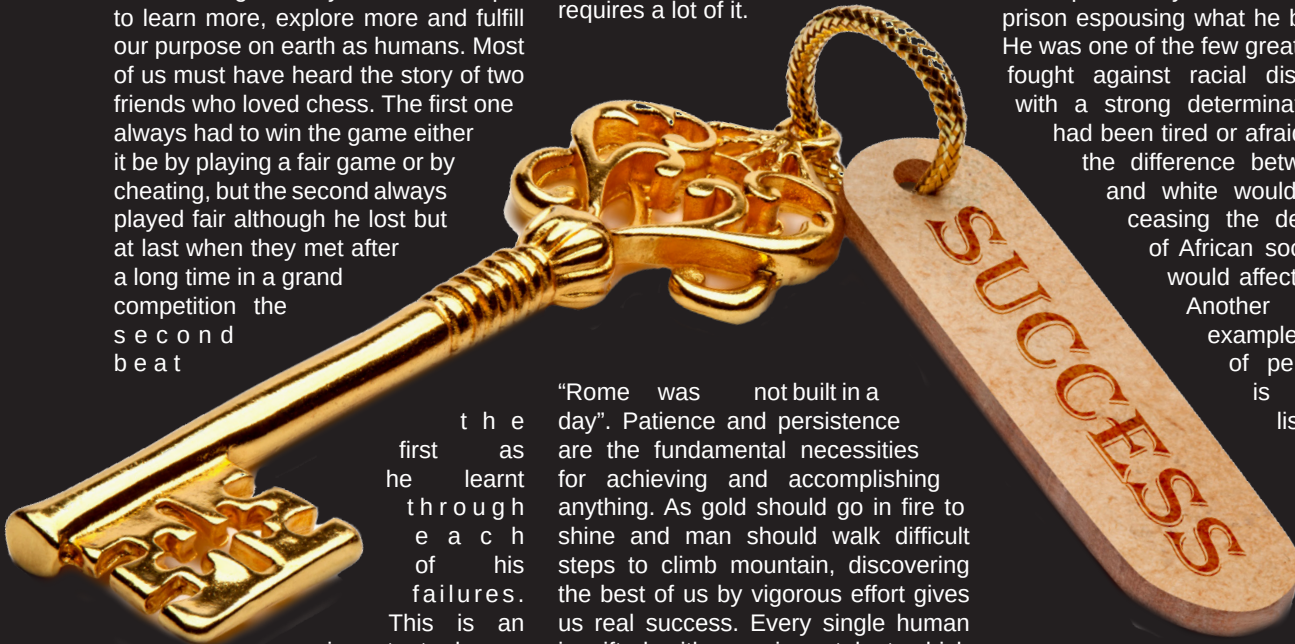 to learn more, explore more and fulfill
our purpose on earth as humans. Most
of us must have heard the story of two
friends who loved chess. The first one
always had to win the game either
it be by playing a fair game or by
cheating, but the second always
played fair although he lost but
at last when they met after
a long time in a grand
competition the
second
beat
the
first as
he learnt
through
each
of his
failures.
This is an
requires a lot of it.
“Rome was not built in a
day”. Patience and persistence
are the fundamental necessities
for achieving and accomplishing
anything. As gold should go in fire to
shine and man should walk difficult
steps to climb mountain, discovering
the best of us by vigorous effort gives
us real success. Every single human
SUCCESS
prison espousing what he b
He was one of the few great
fought against racial dis
with a strong determina
had been tired or afraid
the difference betw
and white would
ceasing the de
of African soc
would affect
Another
example
of pe
is
lis